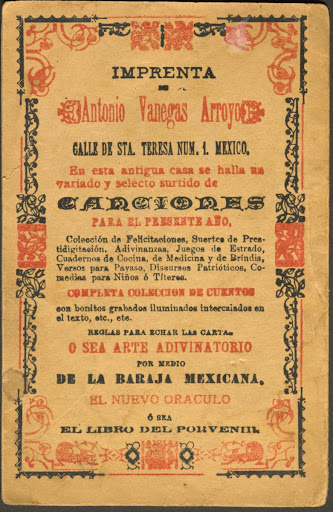 IMPRENTA
DE
Antonio Vanegas Arroyo
CALLE DE STA. TERESA NUM. 1. MEXICO.
En esta antigua casa se halla un
variado y selecto surtido de
CANCIONES
PARA EL PRESENTE AÑO,
Colección de Felicitaciones, Suertes de Pres-
tidigitación, Adivinanzas, Juegos de Estrado,
Cuadernos de Cocina, de Medicina y de Brindis,
Versos para Payaso, Discursos Patrióticos, Co-
medias para Niños ó Títeres.
COMPLETA COLECCION DE CUENTOS
con bonitos grabados iluminados intercalados en
el texto, etc., etc.
REGLAS PARA ECHAR LAS CARTA.
O SEA ARTE ADIVINATORIO
POR MEDIO
DE LA BARAJA MEXICANA.
EL NUEVO ORACULO
Ó SEA
EL LIBRO DEL PORVENIR.